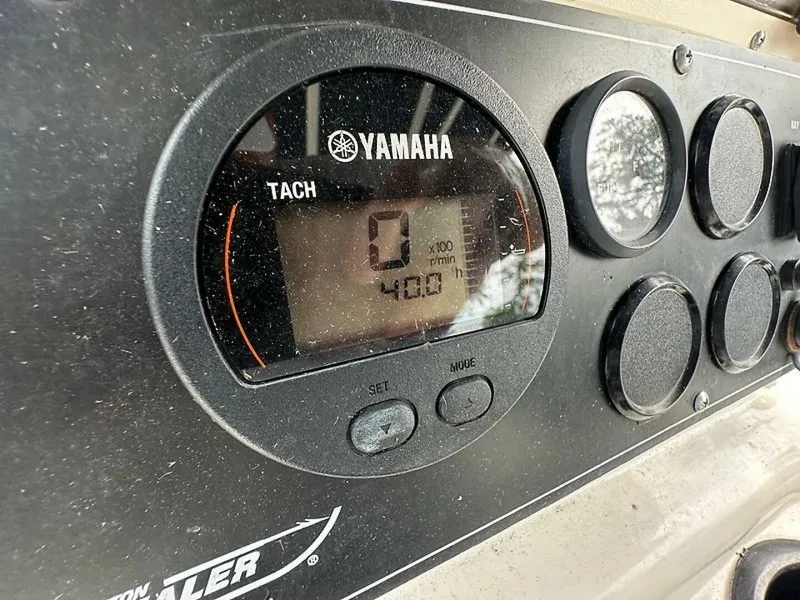 YAMAHA
TACH
0
x100
r/min
40.0 h
SET
MODE